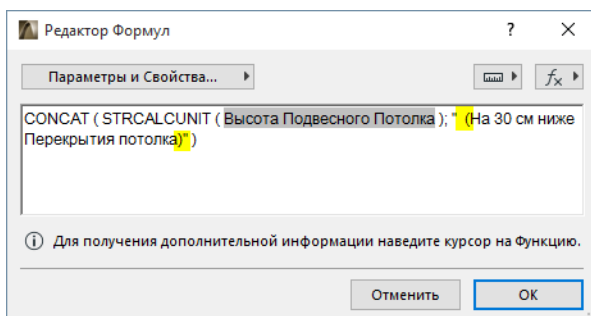 Редактор Формул ? ×
Параметры и Свойства... fx
CONCAT ( STRCALCUNIT ( Высота Подвесного Потолка ); " (На 30 см ниже
Перекрытия потолка)" )
Для получения дополнительной информации наведите курсор на Функцию.
Отменить OK